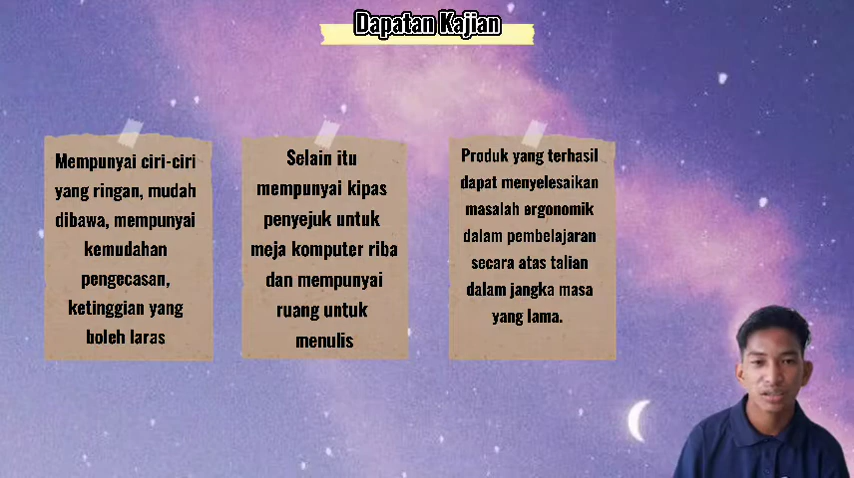 Dapatan Kajian
Mempunyai ciri-ciri
yang ringan, mudah
dibawa, mempunyai
kemudahan
pengecasan,
ketinggian yang
boleh laras
Selain itu
mempunyai kipas
penyejuk untuk
meja komputer riba
dan mempunyai
ruang untuk
menulis
Produk yang terhasil
dapat menyelesaikan
masalah ergonomik
dalam pembelajaran
secara atas talian
dalam jangka masa
yang lama.